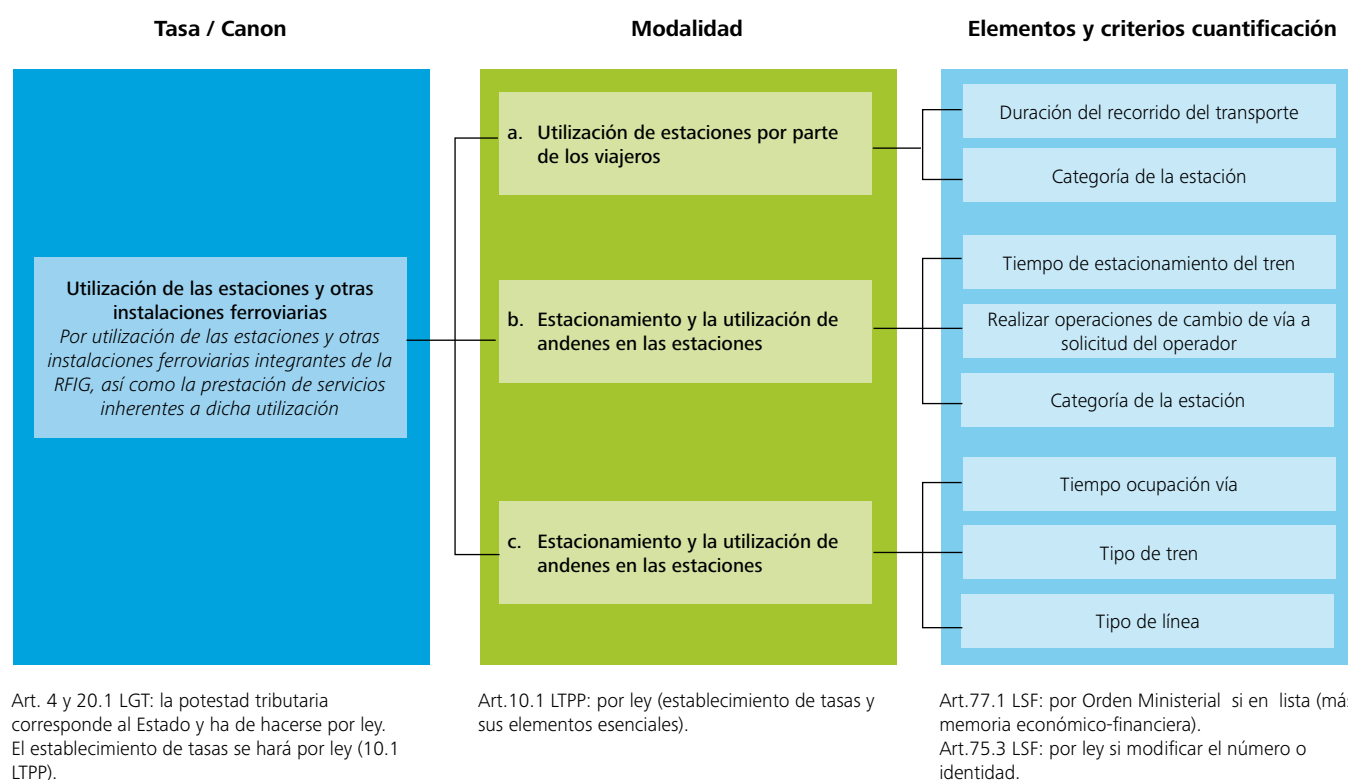 Tasa / Canon
Modalidad
Elementos y criterios cuantificación
Utilización de las estaciones y otras
instalaciones ferroviarias
Por utilización de las estaciones y otras
instalaciones ferroviarias integrantes de la
RFIG, así como la prestación de servicios
inherentes a dicha utilización
a. Utilización de estaciones por parte
de los viajeros
b. Estacionamiento y la utilización de
andenes en las estaciones
c. Estacionamiento y la utilización de
andenes en las estaciones
Duración del recorrido del transporte
Categoría de la estación
Tiempo de estacionamiento del tren
Realizar operaciones de cambio de vía a
solicitud del operador
Categoría de la estación
Tiempo ocupación vía
Tipo de tren
Tipo de línea
Art. 4 y 20.1 LGT: la potestad tributaria
corresponde al Estado y ha de hacerse por ley.
El establecimiento de tasas se hará por ley (10.1
LTPP).
Art.10.1 LTPP: por ley (establecimiento de tasas y
sus elementos esenciales).
Art.77.1 LSF: por Orden Ministerial si en lista (más
memoria económico-financiera).
Art.75.3 LSF: por ley si modificar el número o
identidad.